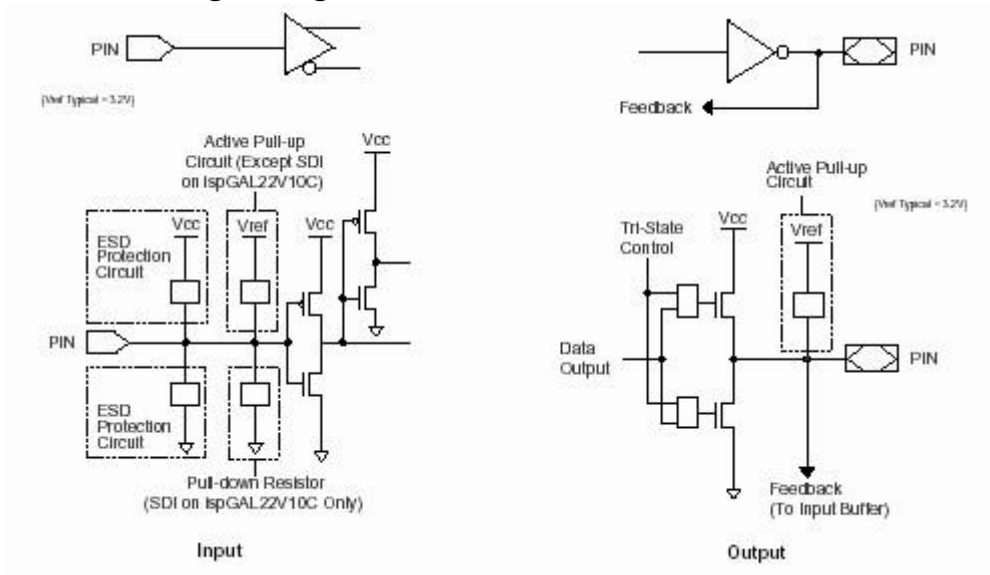 PIN
(Vref Typical = 3.2V)
Active Pull-up
Circuit (Except SDI
on ispGAL22V10C)
Vcc
ESD
Protection
Circuit
Vcc
Vref
Vcc
PIN
ESD
Protection
Circuit
Pull-down Resistor
(SDI on ispGAL22V10C Only)
Input
PIN
Feedback
Active Pull-up
Circuit
(Vref Typical = 3.2V)
Tri-State
Control
Vcc
Vref
Data
Output
PIN
Feedback
(To Input Buffer)
Output